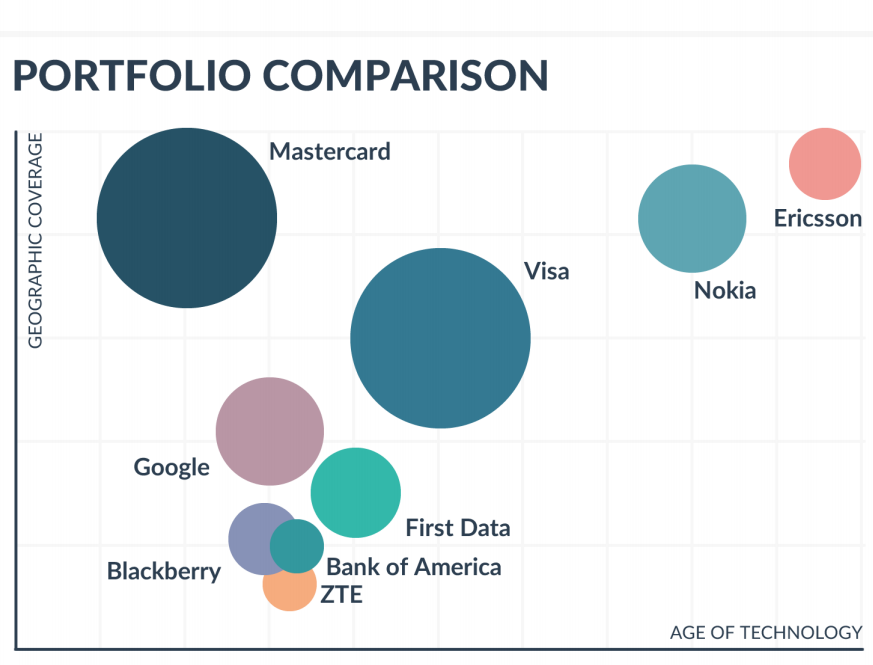 PORTFOLIO COMPARISON
GEOGRAPHIC COVERAGE
Mastercard
Ericsson
Visa
Nokia
Google
First Data
Blackberry
Bank of America
ZTE
AGE OF TECHNOLOGY